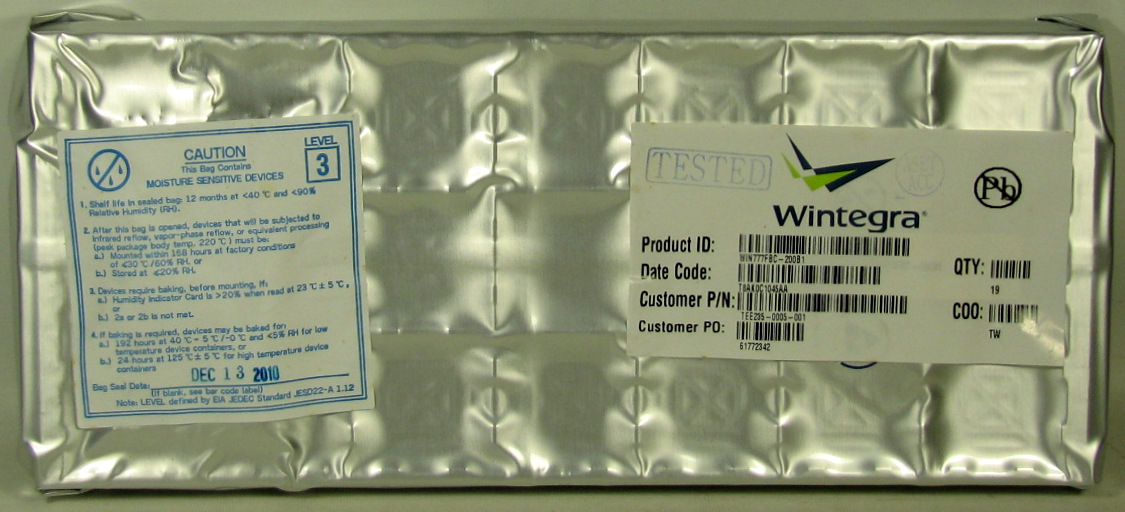 LEVEL
3
CAUTION
This Bag Contains
MOISTURE SENSITIVE DEVICES
1. Shelf life in sealed bag: 12 months at <40 ℃ and <90%
Relative Humidity (RH).
2. After this bag is opened, devices that will be subjected to
infrared reflow, vapor-phase reflow, or equivalent processing
(peak package body temp. 220 ℃) must be:
a.) Mounted within 168 hours at factory conditions
of ≤30 ℃/60% RH. or
b.) Stored at ≤20% RH.
3. Devices require baking, before mounting, if:
a.) Humidity Indicator Card is >20% when read at 23 ℃ ± 5 ℃,
or
b.) 2a or 2b is not met.
4. If baking is required, devices may be baked for:
a.) 192 hours at 40 ℃ + 5 ℃/-0 ℃ and <5% RH for low
temperature device containers, or
b.) 24 hours at 125 ℃ ± 5 ℃ for high temperature device
containers
DEC 13 2010
Bag Seal Date:
(If blank, see bar code label)
Note: LEVEL defined by EIA JEDEC Standard JESD22-A 1.12
TESTED
Pb
Wintegra®
Product ID:
WIN777FBC-200B1
Date Code:
T8AK0C1045AA
Customer P/N:
TEE235-0005-001
Customer PO:
61772342
QTY:
19
COO:
TW